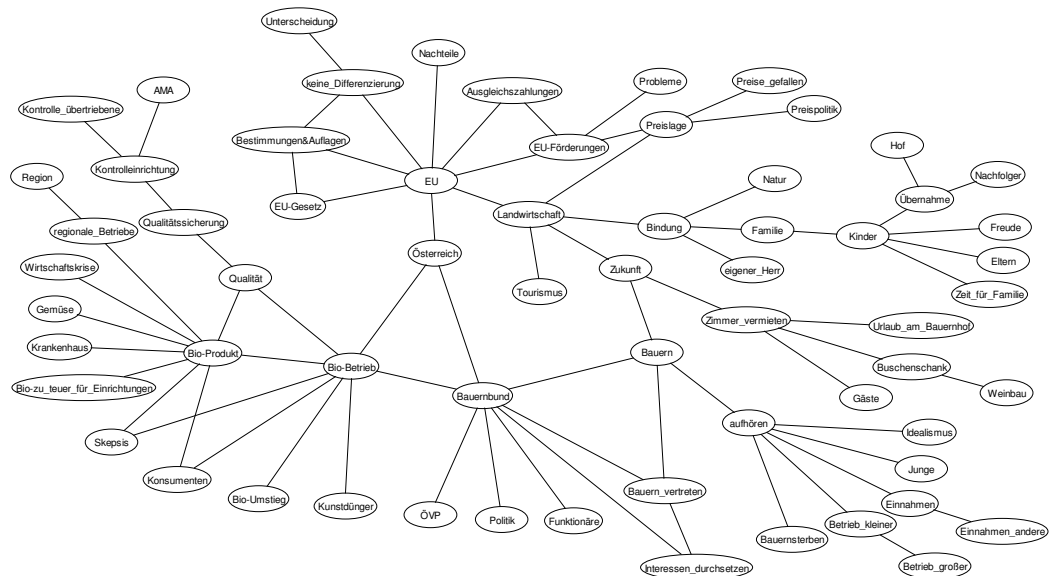 Unterscheidung
Nachteile
keine_Differenzierung
Ausgleichszahlungen
Probleme
Preise_gefallen
AMA
Kontrolle_übertriebene
Preispolitik
Preislage
Bestimmungen&Auflagen
EU-Förderungen
Hof
Kontrolleinrichtung
Region
EU
Natur
Nachfolger
Übernahme
EU-Gesetz
Landwirtschaft
Qualitätssicherung
regionale_Betriebe
Bindung
Familie
Kinder
Freude
Österreich
Eltern
Wirtschaftskrise
Zukunft
eigener_Herr
Qualität
Tourismus
Zeit_für_Familie
Gemüse
Zimmer_vermieten
Urlaub_am_Bauernhof
Krankenhaus
Bio-Produkt
Bauern
Bio-Betrieb
Buschenschank
Bio-zu_teuer_für_Einrichtungen
Bauernbund
Weinbau
Gäste
aufhören
Idealismus
Skepsis
Junge
Konsumenten
Bauern_vertreten
Bio-Umstieg
Kunstdünger
Einnahmen
ÖVP
Politik
Funktionäre
Betrieb_kleiner
Einnahmen_andere
Bauernsterben
Interessen_durchsetzen
Betrieb_großer